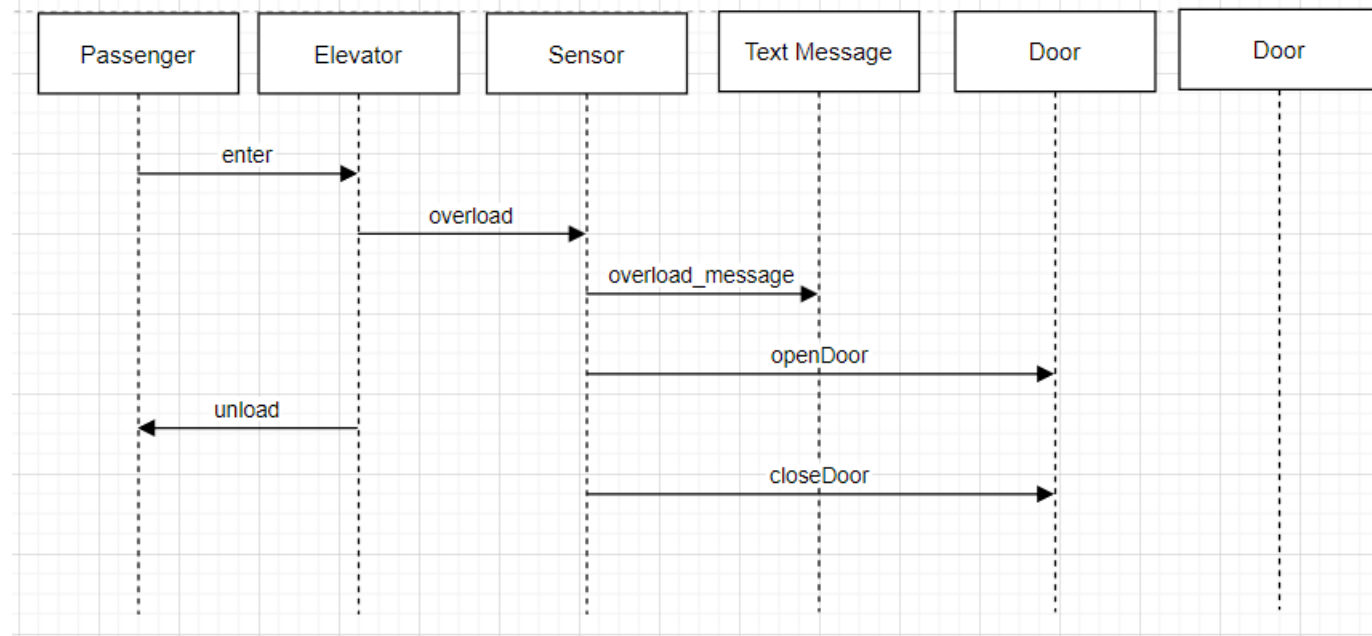 Passenger
Elevator
Sensor
Text Message
Door
Door
enter
overload
overload_message
openDoor
unload
closeDoor